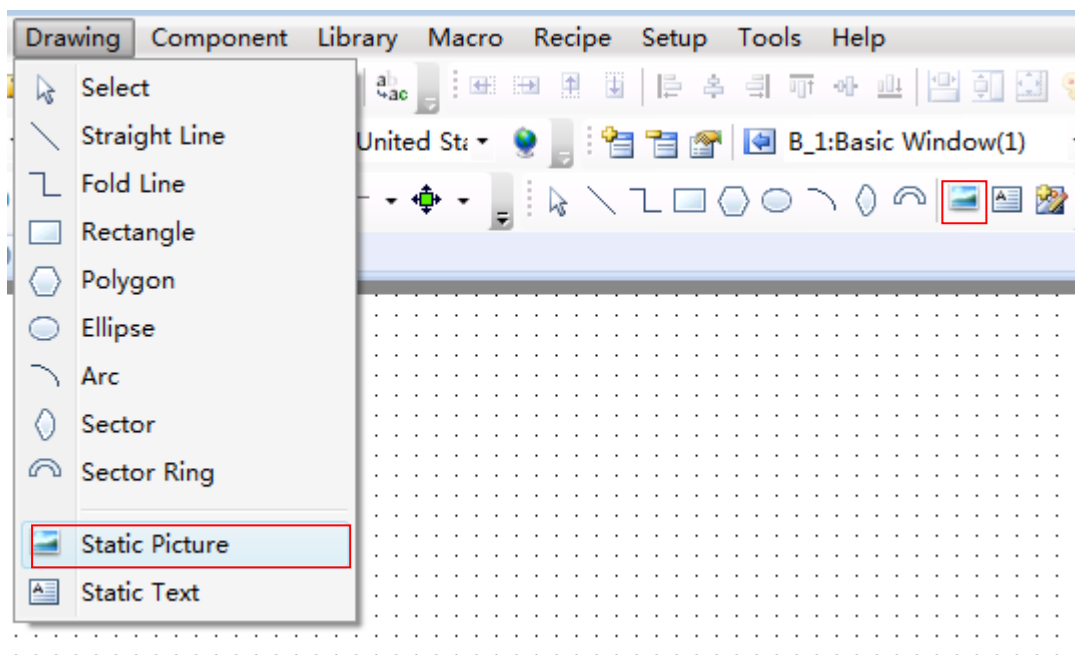 Drawing Component Library Macro Recipe Setup Tools Help
Select
Straight Line
United Sta B_1:Basic Window(1)
Fold Line
Rectangle
Polygon
Ellipse
Arc
Sector
Sector Ring
Static Picture
Static Text